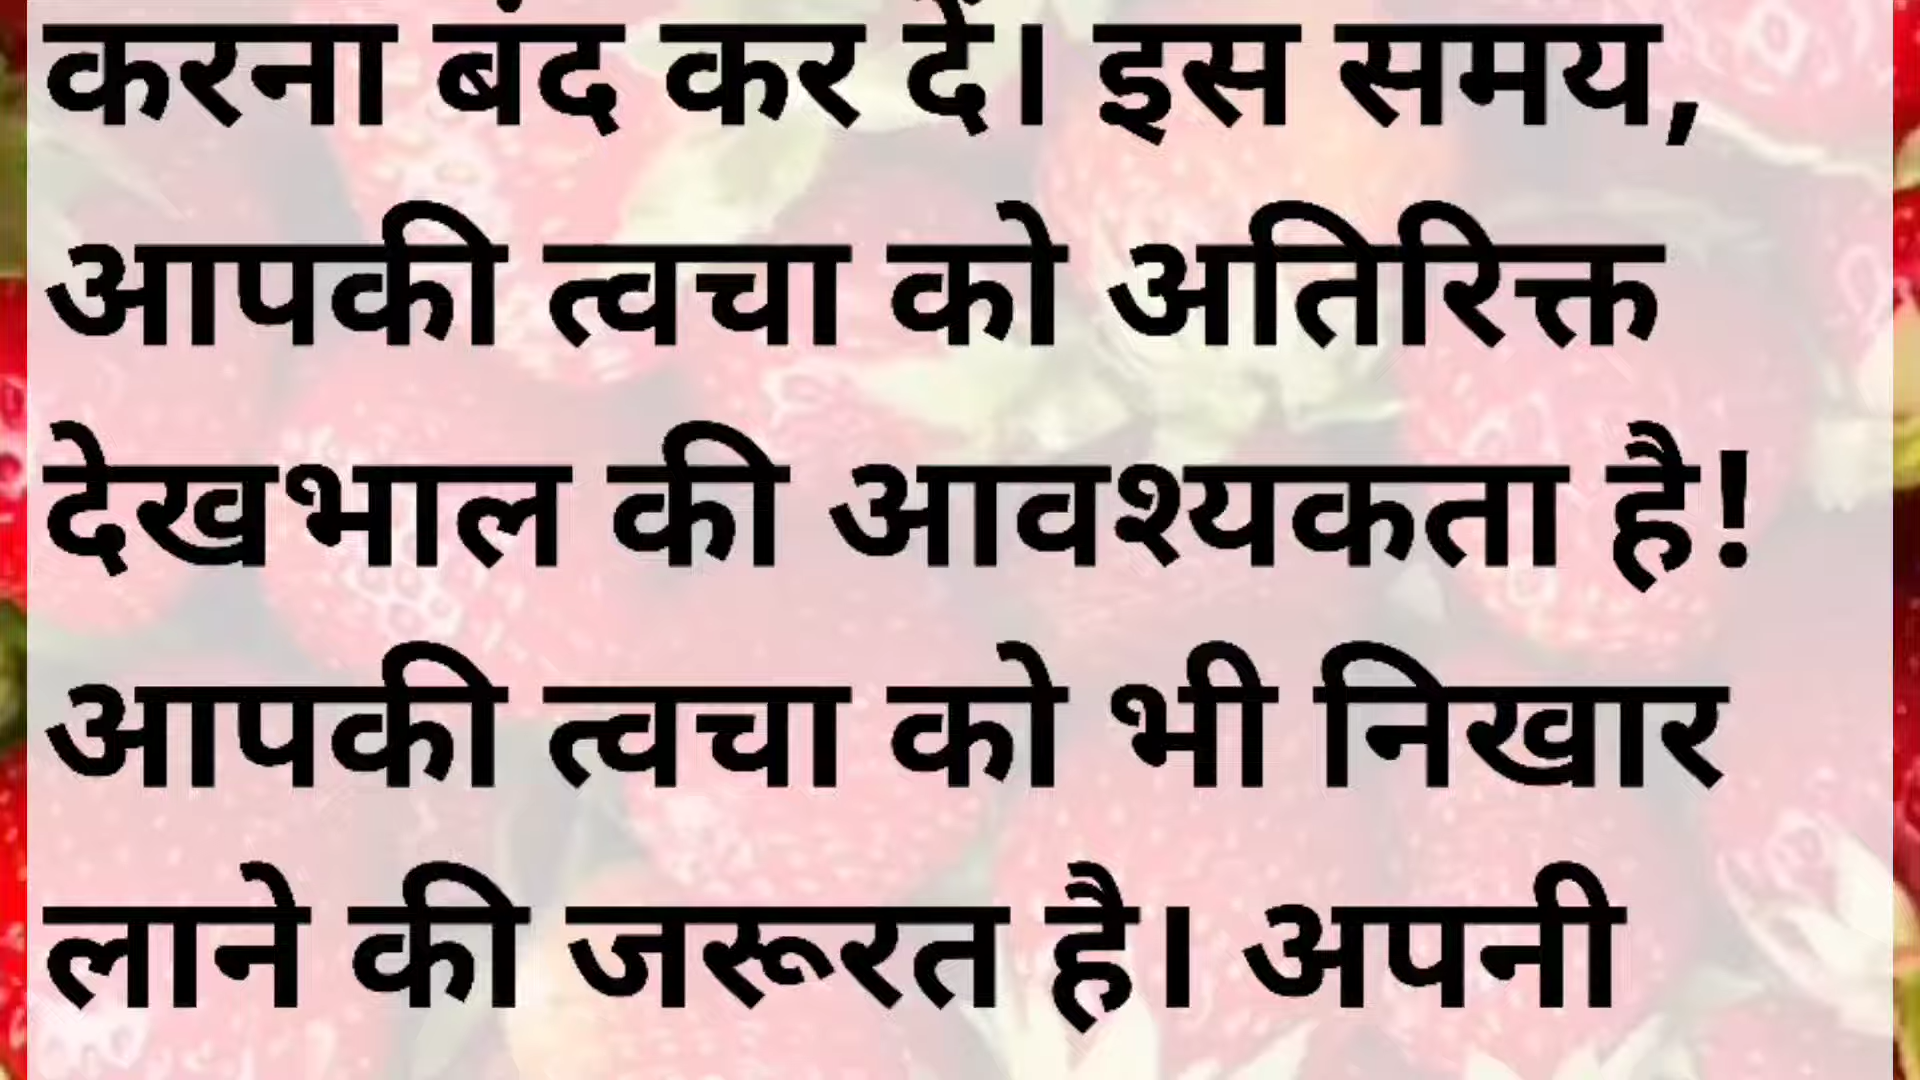 करना बंद कर दें। इस समय,
आपकी त्वचा को अतिरिक्त
देखभाल की आवश्यकता है!
आपकी त्वचा को भी निखार
लाने की जरूरत है। अपनी